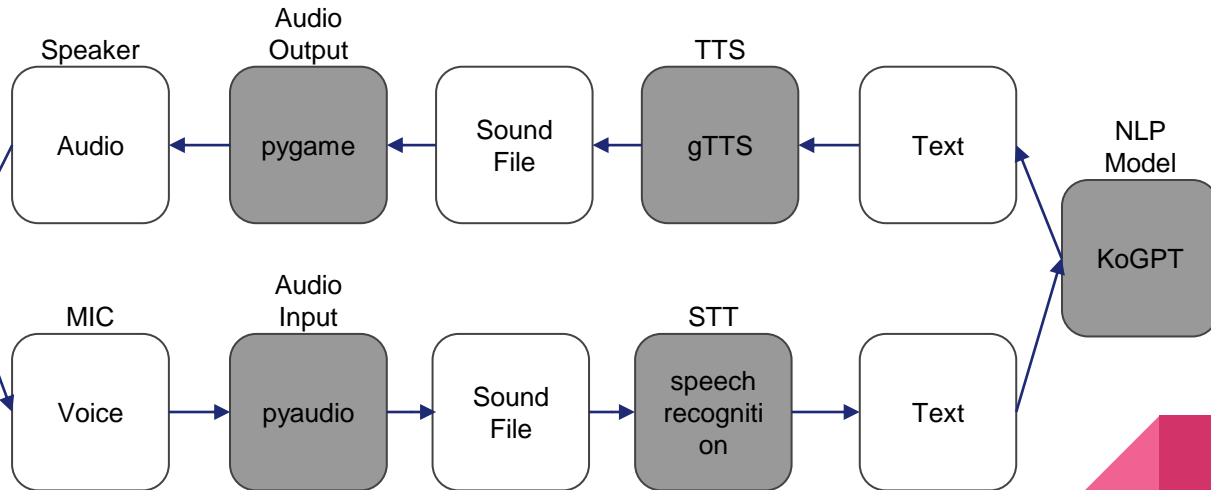 Speaker
Audio
Output
TTS
NLP
Model
Audio
pygame
Sound
File
gTTS
Text
KoGPT
MIC
Audio
Input
STT
Voice
pyaudio
Sound
File
speech
recogniti
on
Text